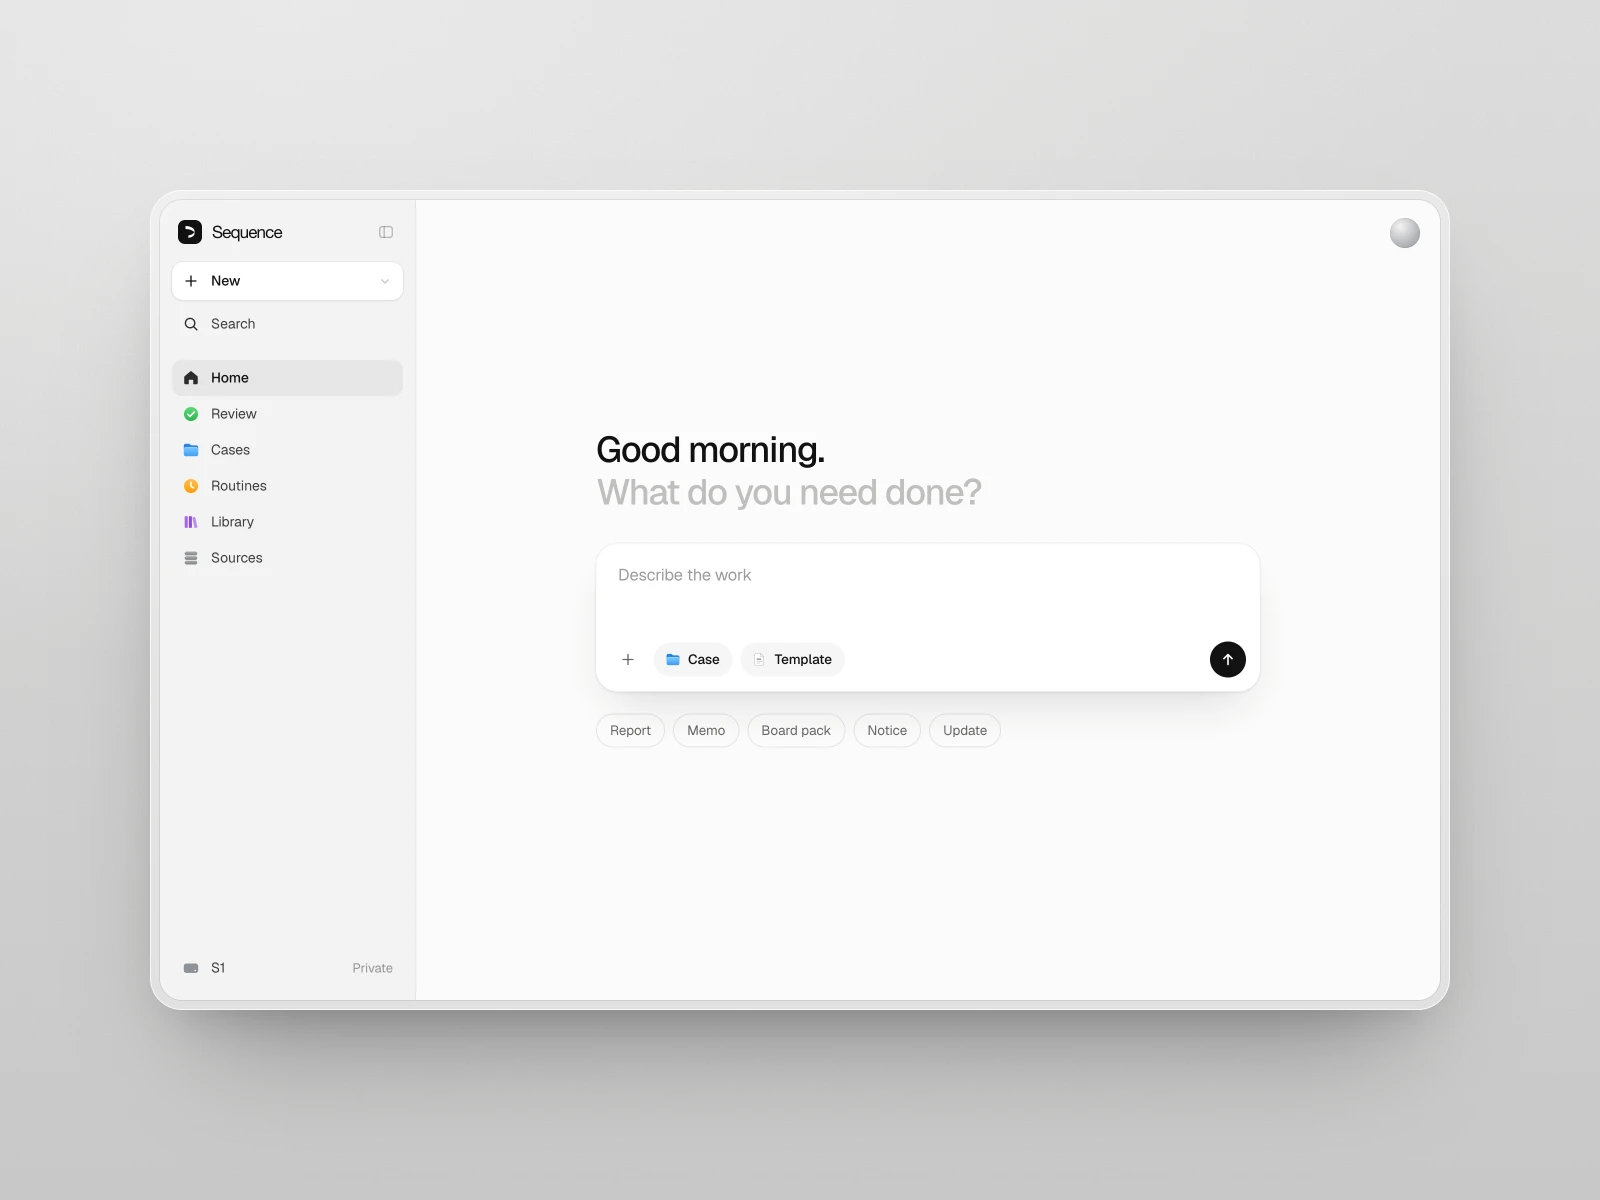 Sequence
New
Search
Home
Review
Cases
Routines
Library
Sources
S1 Private
Good morning.
What do you need done?
Describe the work
Case Template
Report Memo Board pack Notice Update